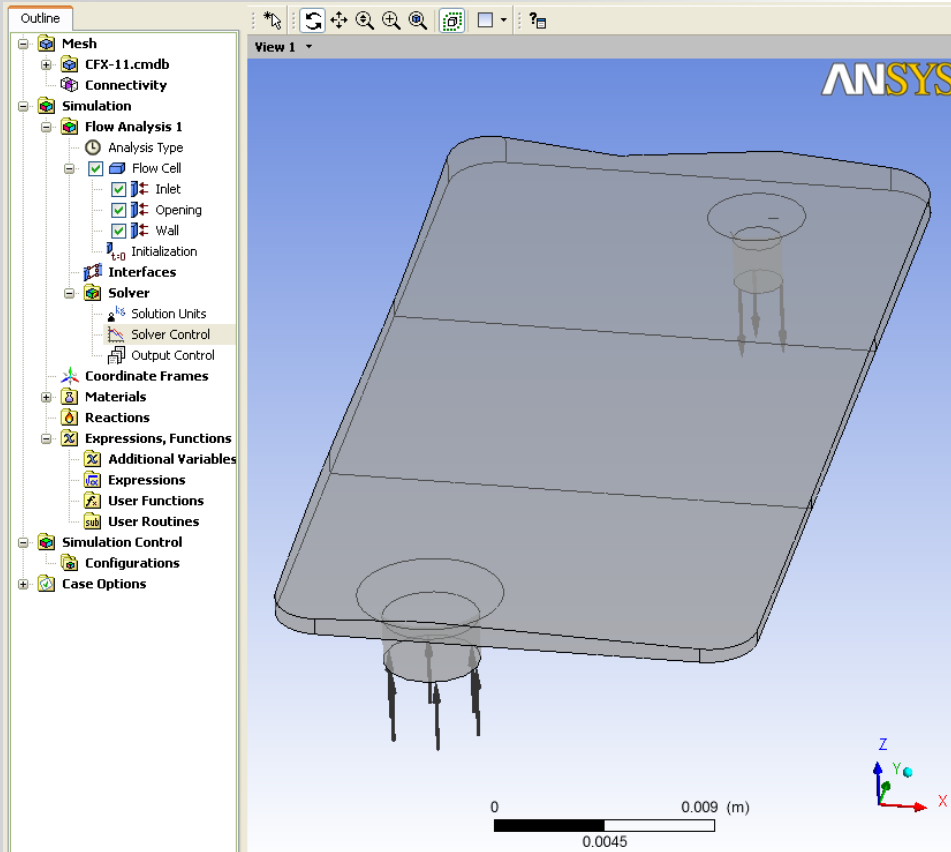 Outline
Mesh
CFX-11.cmdb
Connectivity
Simulation
Flow Analysis 1
Analysis Type
Flow Cell
Inlet
Opening
Wall
t=0 Initialization
Interfaces
Solver
Solution Units
Solver Control
Output Control
Coordinate Frames
Materials
Reactions
Expressions, Functions
Additional Variables
Expressions
User Functions
sub User Routines
Simulation Control
Configurations
Case Options
View 1
ANSYS
Z
Y
X
0 0.009 (m)
0.0045